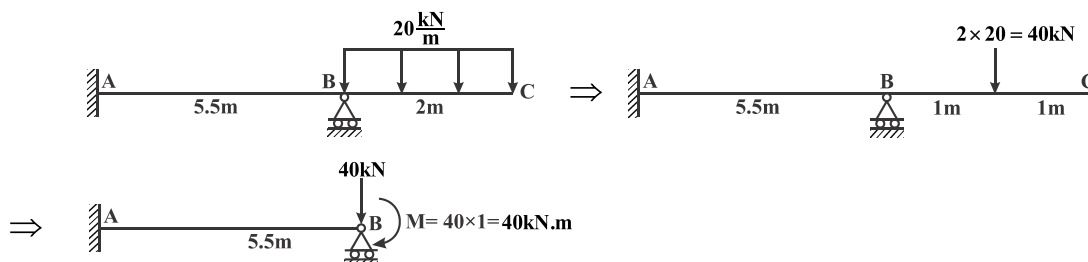 20 kN/m
A
B
C
5.5m
2m
⇒
2 × 20 = 40kN
A
B
C
5.5m
1m
1m
⇒
40kN
A
B
M= 40×1= 40kN.m
5.5m